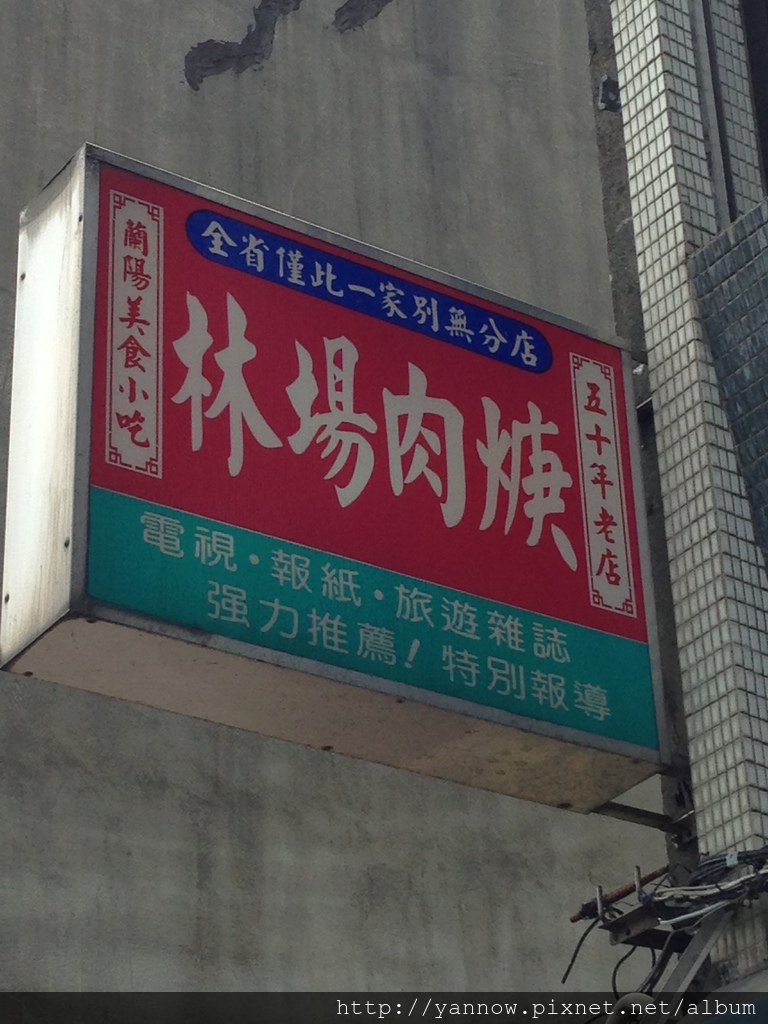 全省僅此一家別無分店
蘭陽美食小吃
林場肉焿
五十年老店
電視·報紙·旅遊雜誌
强力推薦！特別報導
http://yannow.pixnet.net/album